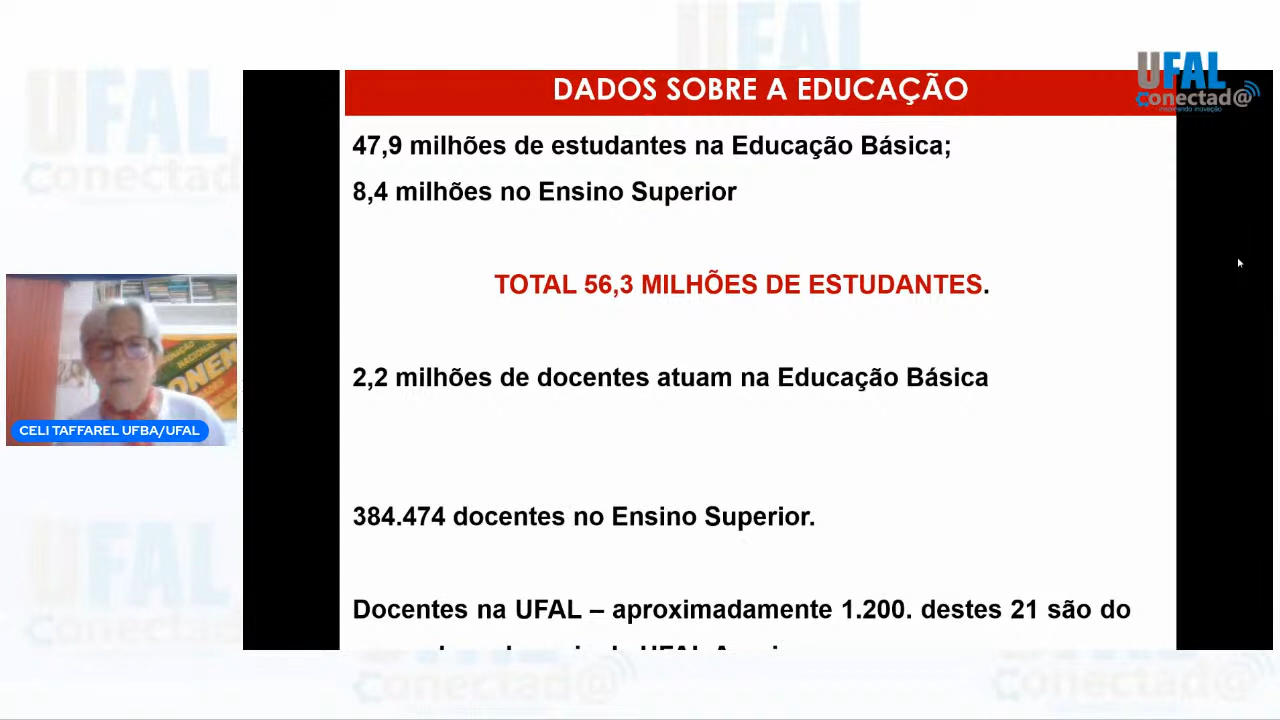 DADOS SOBRE A EDUCAÇÃO
UFAL
conectad@
47,9 milhões de estudantes na Educação Básica;
8,4 milhões no Ensino Superior
TOTAL 56,3 MILHÕES DE ESTUDANTES.
2,2 milhões de docentes atuam na Educação Básica
NACIONAL
CELI TAFFAREL UFBA/UFAL
384.474 docentes no Ensino Superior.
Docentes na UFAL – aproximadamente 1.200. destes 21 são do